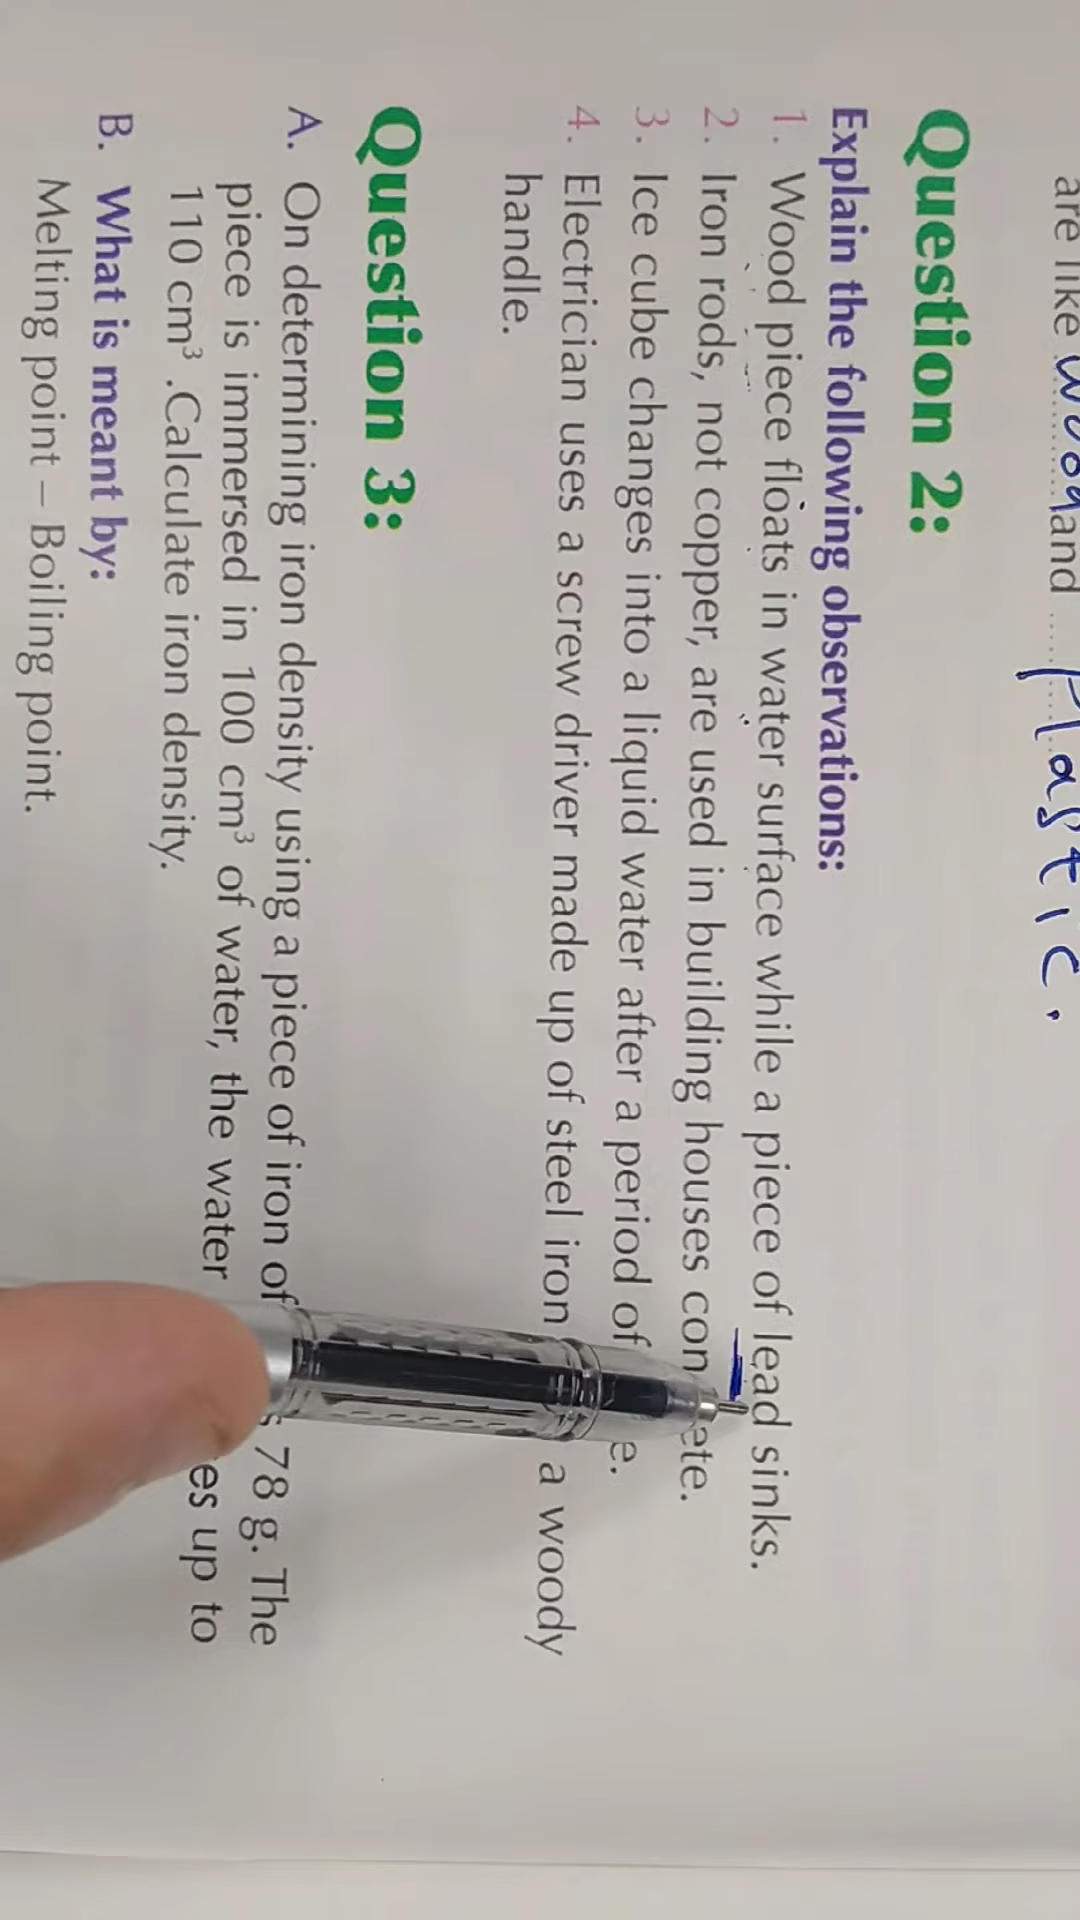 are like wood and plastic.
Question 2:
Explain the following observations:
1. Wood piece floats in water surface while a piece of lead sinks.
2. Iron rods, not copper, are used in building houses con ete.
3. Ice cube changes into a liquid water after a period of e.
4. Electrician uses a screw driver made up of steel iron a woody
handle.
Question 3:
A. On determining iron density using a piece of iron of 78 g. The
piece is immersed in 100 cm³ of water, the water es up to
110 cm³ .Calculate iron density.
B. What is meant by:
Melting point – Boiling point.